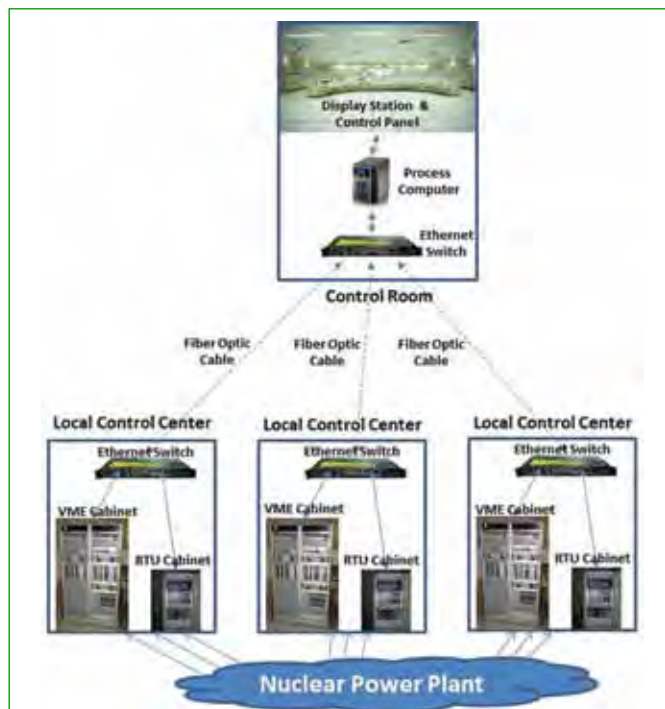 Display Station &
Control Panel
Process
Computer
Ethernet
Switch
Control Room
Fiber Optic
Cable
Fiber Optic
Cable
Fiber Optic
Cable
Local Control Center
Local Control Center
Local Control Center
Ethernet Switch
Ethernet Switch
Ethernet Switch
VME Cabinet
VME Cabinet
VME Cabinet
RTU Cabinet
RTU Cabinet
RTU Cabinet
Nuclear Power Plant